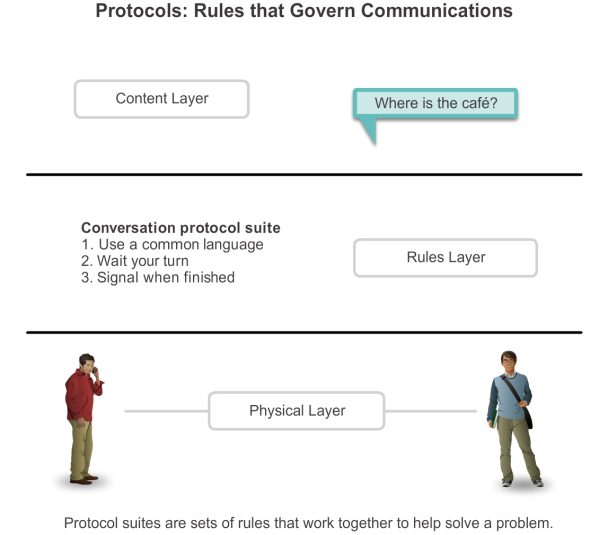 Protocols: Rules that Govern Communications
Content Layer
Where is the café?
Conversation protocol suite
1. Use a common language
2. Wait your turn
3. Signal when finished
Rules Layer
Physical Layer
Protocol suites are sets of rules that work together to help solve a problem.